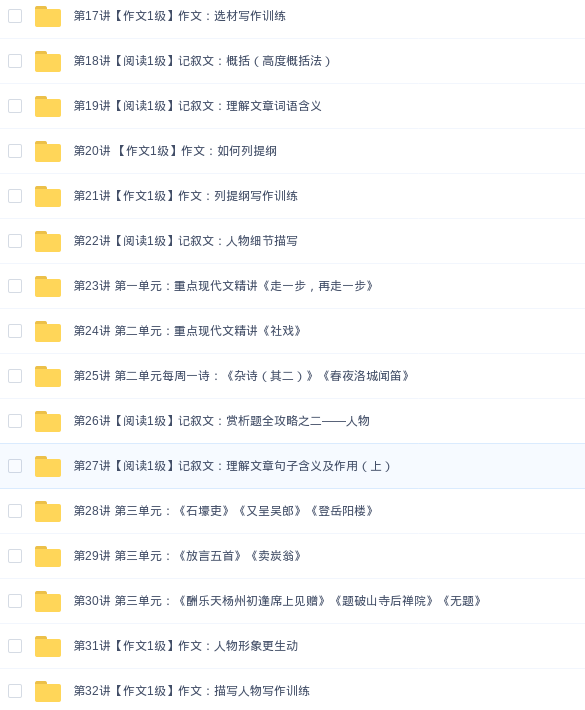 第17讲【作文1级】作文：选材写作训练
第18讲【阅读1级】记叙文：概括（高度概括法）
第19讲【阅读1级】记叙文：理解文章词语含义
第20讲 【作文1级】作文：如何列提纲
第21讲【作文1级】作文：列提纲写作训练
第22讲【阅读1级】记叙文：人物细节描写
第23讲 第一单元：重点现代文精讲《走一步，再走一步》
第24讲 第二单元：重点现代文精讲《社戏》
第25讲 第二单元每周一诗：《杂诗（其二）》《春夜洛城闻笛》
第26讲【阅读1级】记叙文：赏析题全攻略之二——人物
第27讲【阅读1级】记叙文：理解文章句子含义及作用（上）
第28讲 第三单元：《石壕吏》《又呈吴郎》《登岳阳楼》
第29讲 第三单元：《放言五首》《卖炭翁》
第30讲 第三单元：《酬乐天杨州初逢席上见赠》《题破山寺后禅院》《无题》
第31讲【作文1级】作文：人物形象更生动
第32讲【作文1级】作文：描写人物写作训练